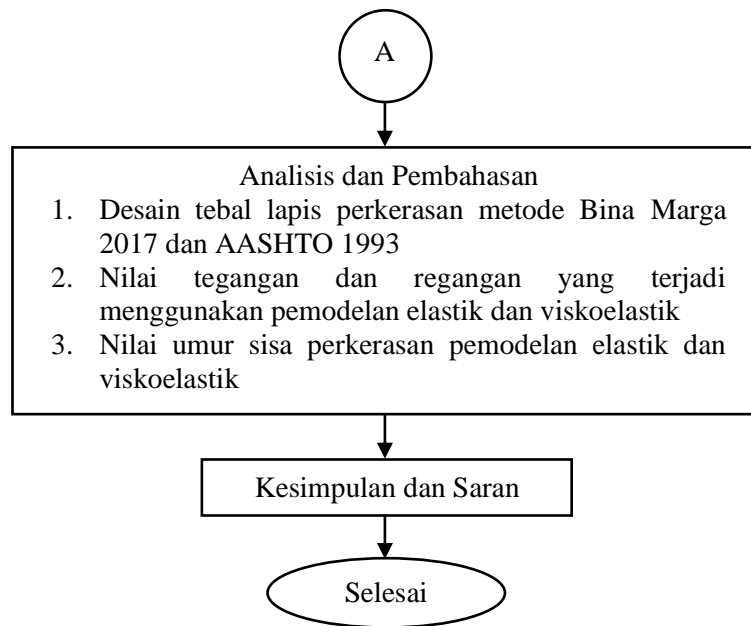 A
Analisis dan Pembahasan
1. Desain tebal lapis perkerasan metode Bina Marga
2017 dan AASHTO 1993
2. Nilai tegangan dan regangan yang terjadi
menggunakan pemodelan elastik dan viskoelastik
3. Nilai umur sisa perkerasan pemodelan elastik dan
viskoelastik
Kesimpulan dan Saran
Selesai